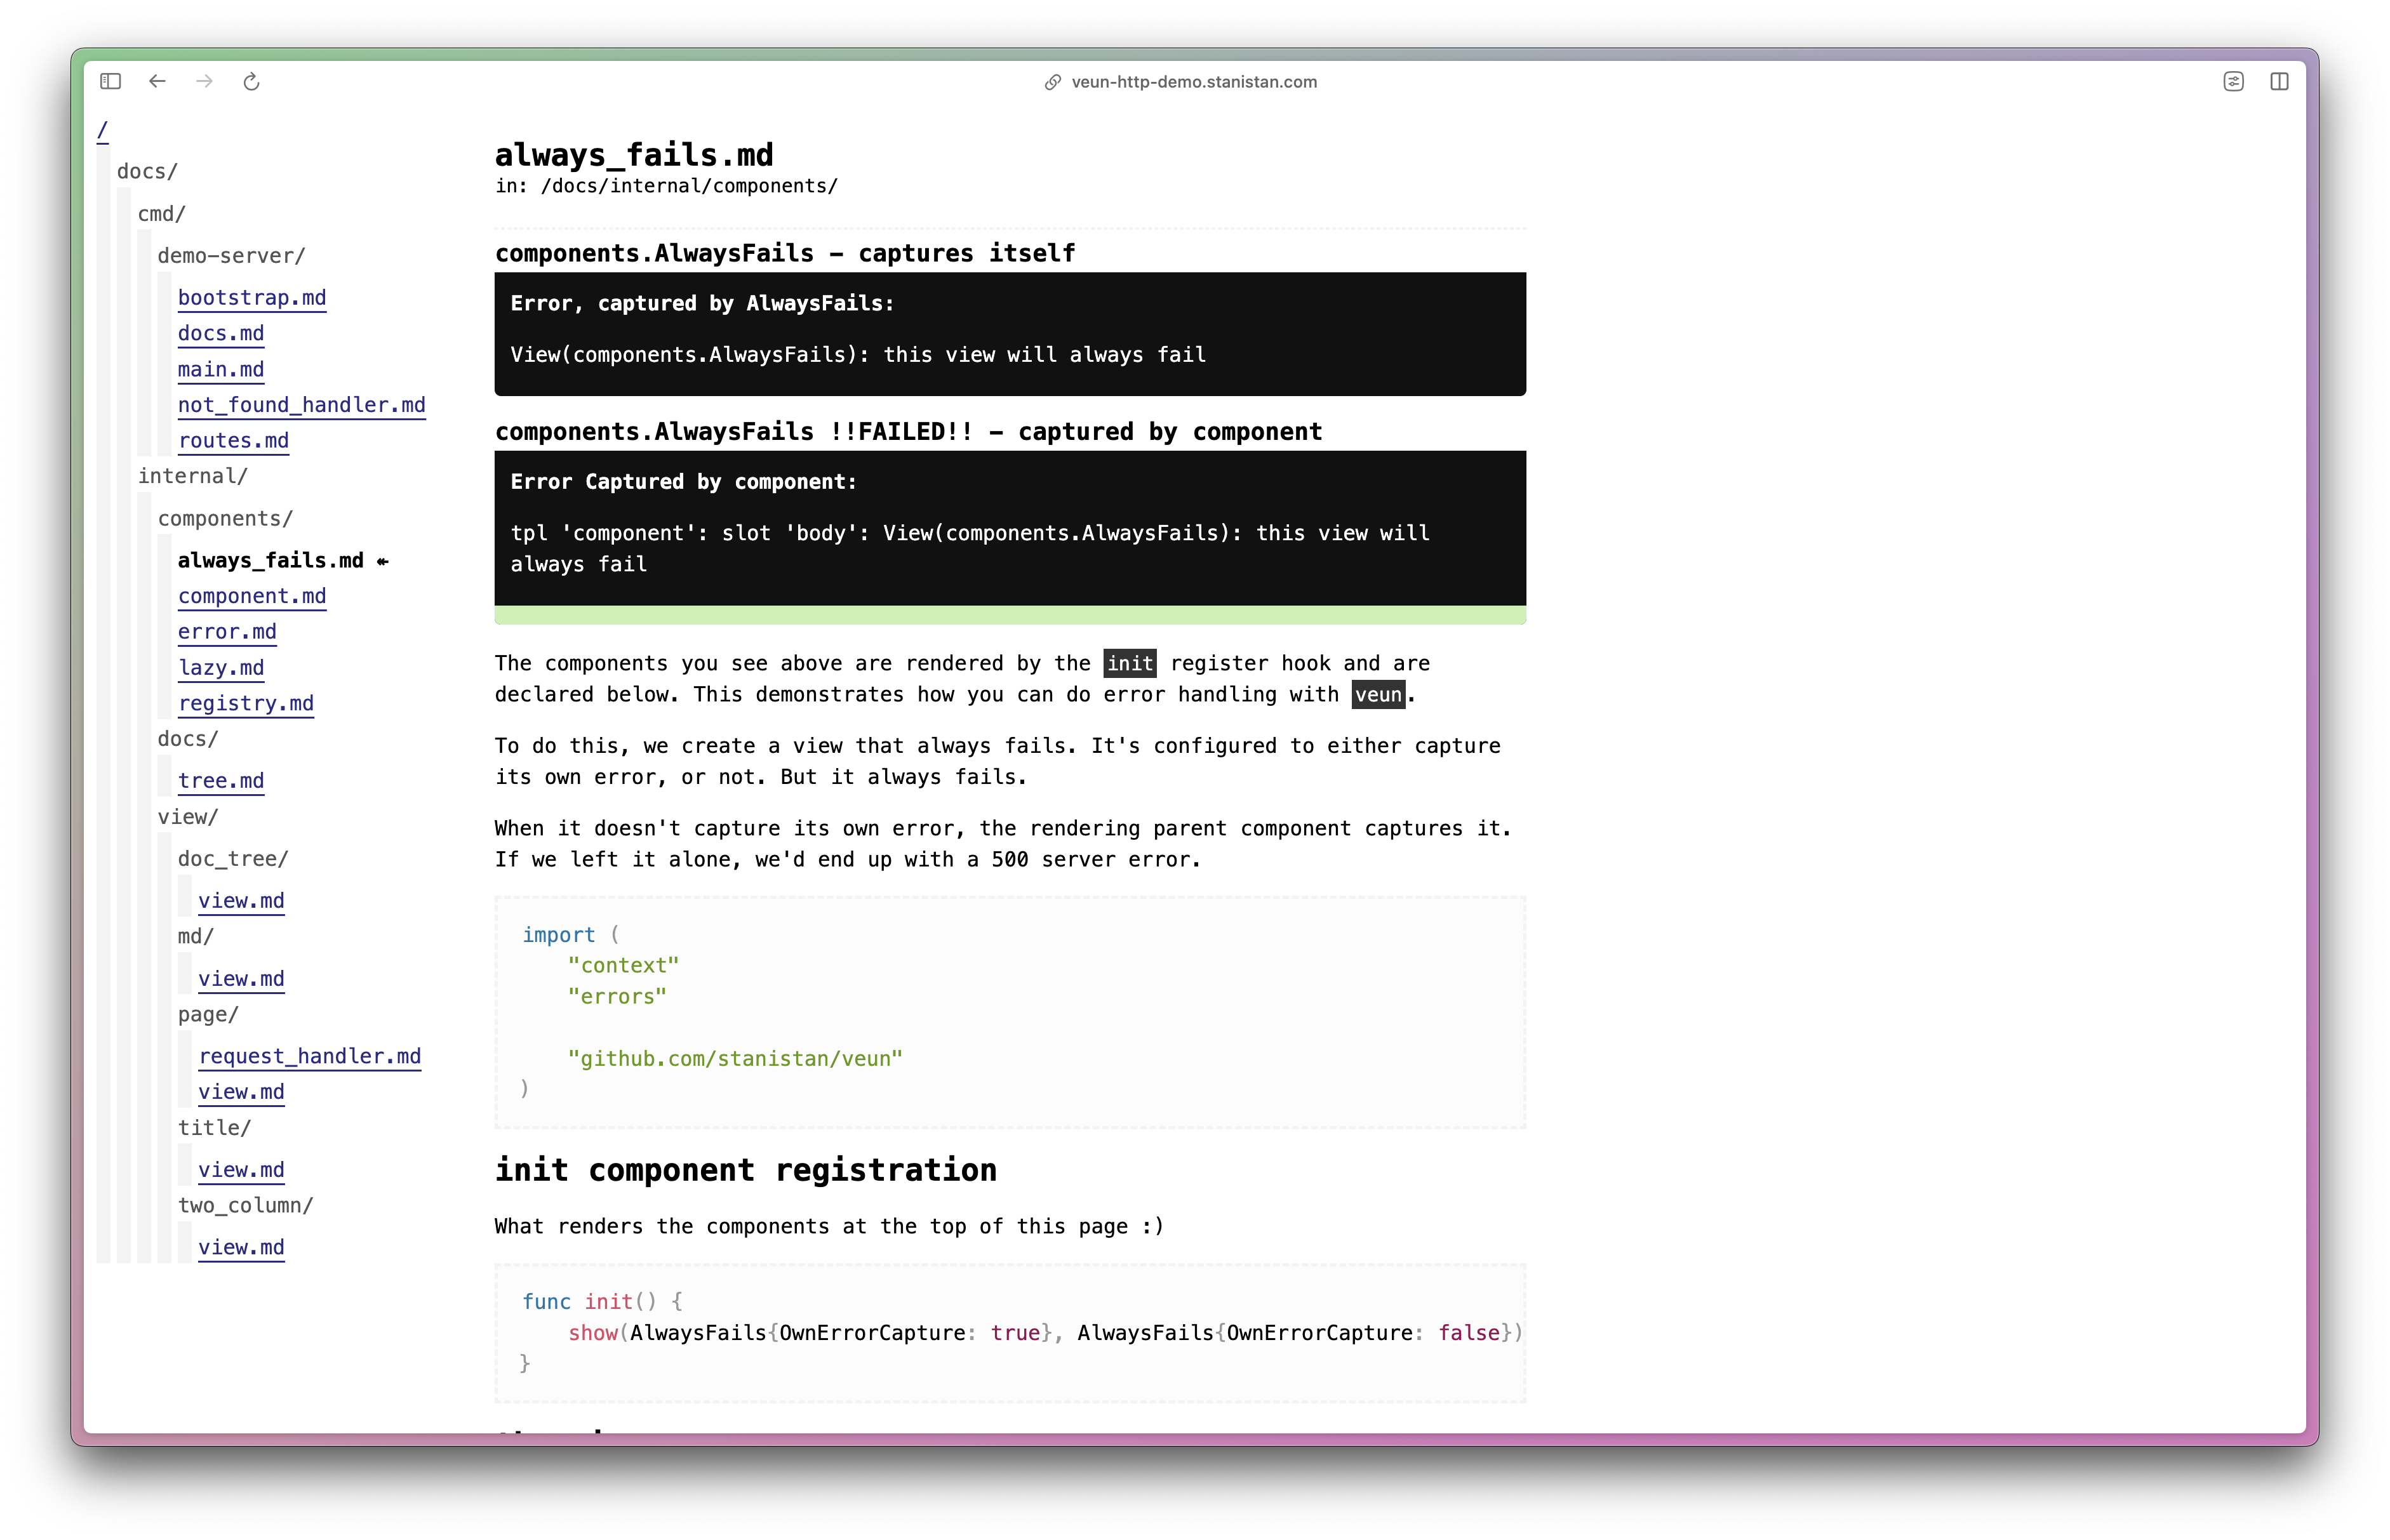 veun-http-demo.stanistan.com
/
docs/
cmd/
demo-server/
bootstrap.md
docs.md
main.md
not_found_handler.md
routes.md
internal/
components/
always_fails.md ↞
component.md
error.md
lazy.md
registry.md
docs/
tree.md
view/
doc_tree/
view.md
md/
view.md
page/
request_handler.md
view.md
title/
view.md
two_column/
view.md
always_fails.md
in: /docs/internal/components/
components.AlwaysFails – captures itself
Error, captured by AlwaysFails:
View(components.AlwaysFails): this view will always fail
components.AlwaysFails !!FAILED!! – captured by component
Error Captured by component:
tpl 'component': slot 'body': View(components.AlwaysFails): this view will
always fail
The components you see above are rendered by the init register hook and are
declared below. This demonstrates how you can do error handling with veun.
To do this, we create a view that always fails. It's configured to either capture
its own error, or not. But it always fails.
When it doesn't capture its own error, the rendering parent component captures it.
If we left it alone, we'd end up with a 500 server error.
import (
"context"
"errors"
"github.com/stanistan/veun"
)
init component registration
What renders the components at the top of this page :)
func init() {
show(AlwaysFails{OwnErrorCapture: true}, AlwaysFails{OwnErrorCapture: false})
}